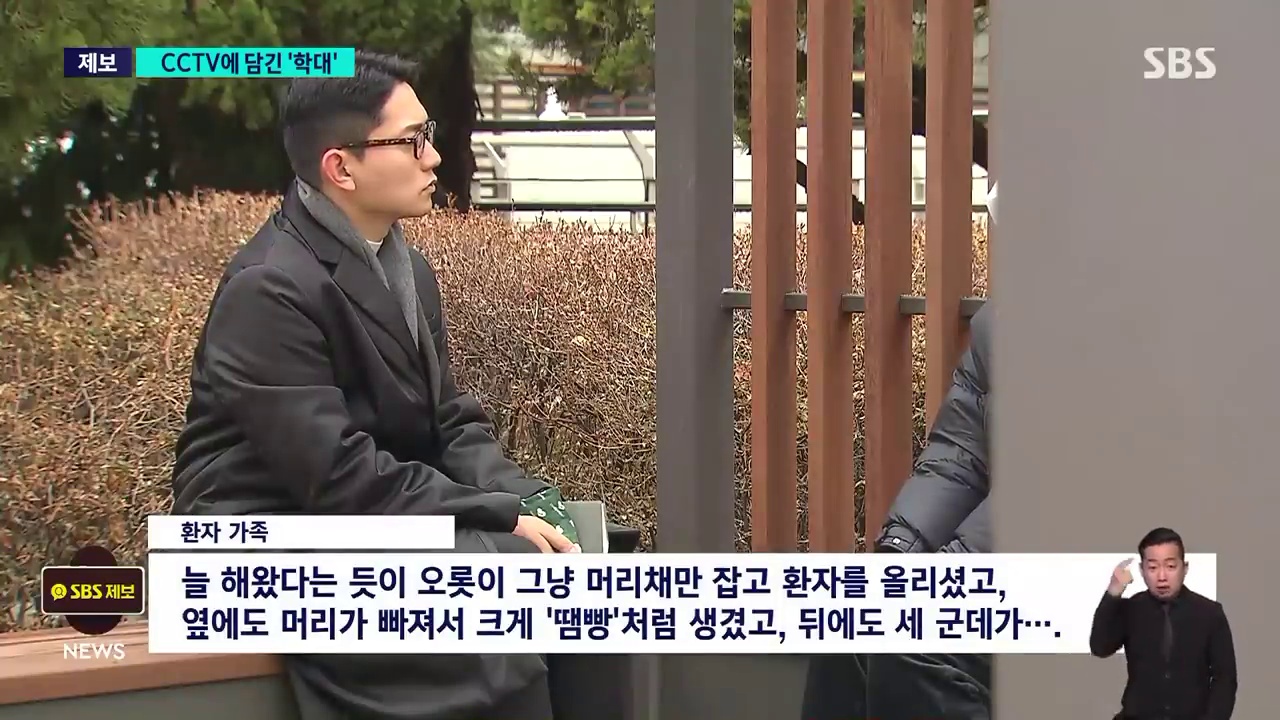 제보 CCTV에 담긴 '학대'
SBS
환자 가족
늘 해왔다는 듯이 오롯이 그냥 머리채만 잡고 환자를 올리셨고,
옆에도 머리가 빠져서 크게 '땜빵'처럼 생겼고, 뒤에도 세 군데가….
SBS 제보
NEWS